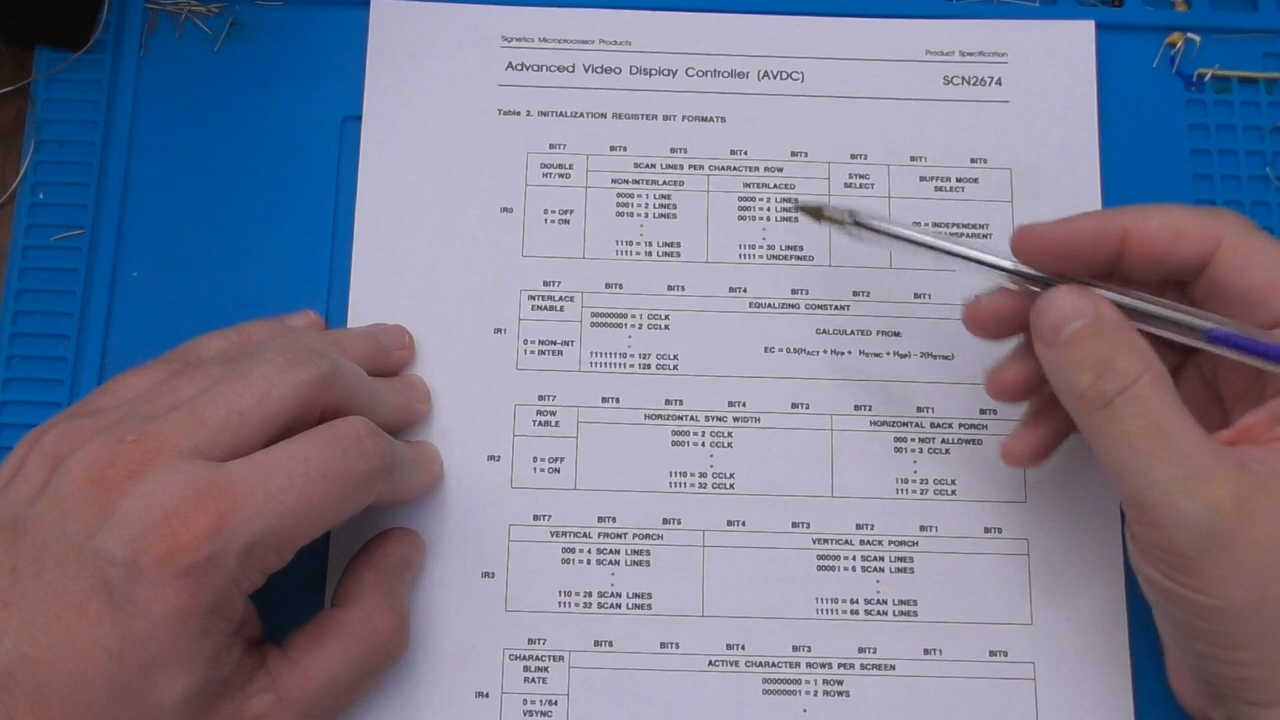 Signetics Microprocessor Products
Product Specification
Advanced Video Display Controller (AVDC)
SCN2674
Table 2. INITIALIZATION REGISTER BIT FORMATS
BIT7 BIT6 BIT5 BIT4 BIT3 BIT2 BIT1 BIT0
DOUBLE HT/WD
SCAN LINES PER CHARACTER ROW
SYNC SELECT
BUFFER MODE SELECT
NON-INTERLACED
INTERLACED
IR0
0 = OFF
1 = ON
0000 = 1 LINE
0001 = 2 LINES
0010 = 3 LINES
1110 = 15 LINES
1111 = 16 LINES
0000 = 2 LINES
0001 = 4 LINES
0010 = 6 LINES
1110 = 30 LINES
1111 = UNDEFINED
00 = INDEPENDENT
BIT7 BIT6 BIT5 BIT4 BIT3 BIT2 BIT1
INTERLACE ENABLE
EQUALIZING CONSTANT
IR1
0 = NON-INT
1 = INTER
00000000 = 1 CCLK
00000001 = 2 CCLK
11111110 = 127 CCLK
11111111 = 128 CCLK
CALCULATED FROM:
EC = 0.5(HACT + HFP + HSYNC + HBP) − 2(HSYNC)
BIT7 BIT6 BIT5 BIT4 BIT3 BIT2 BIT1 BIT0
ROW TABLE
HORIZONTAL SYNC WIDTH
HORIZONTAL BACK PORCH
IR2
0 = OFF
1 = ON
0000 = 2 CCLK
0001 = 4 CCLK
1110 = 30 CCLK
1111 = 32 CCLK
000 = NOT ALLOWED
001 = 3 CCLK
110 = 23 CCLK
111 = 27 CCLK
BIT7 BIT6 BIT5 BIT4 BIT3 BIT2 BIT1 BIT0
VERTICAL FRONT PORCH
VERTICAL BACK PORCH
IR3
000 = 4 SCAN LINES
001 = 8 SCAN LINES
110 = 28 SCAN LINES
111 = 32 SCAN LINES
00000 = 4 SCAN LINES
00001 = 6 SCAN LINES
11110 = 64 SCAN LINES
11111 = 66 SCAN LINES
BIT7 BIT6 BIT5 BIT4 BIT3 BIT2 BIT1 BIT0
CHARACTER BLINK RATE
ACTIVE CHARACTER ROWS PER SCREEN
IR4
0 = 1/64 VSYNC
00000000 = 1 ROW
00000001 = 2 ROWS